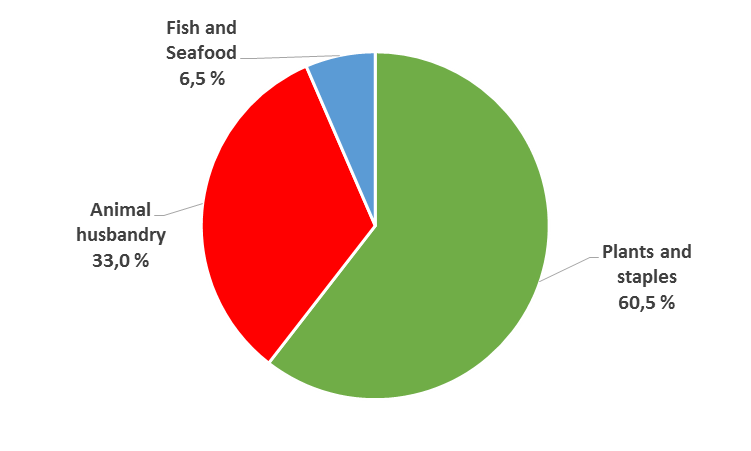 Fish and
Seafood
6,5 %
Animal
husbandry
33,0 %
Plants and
staples
60,5 %